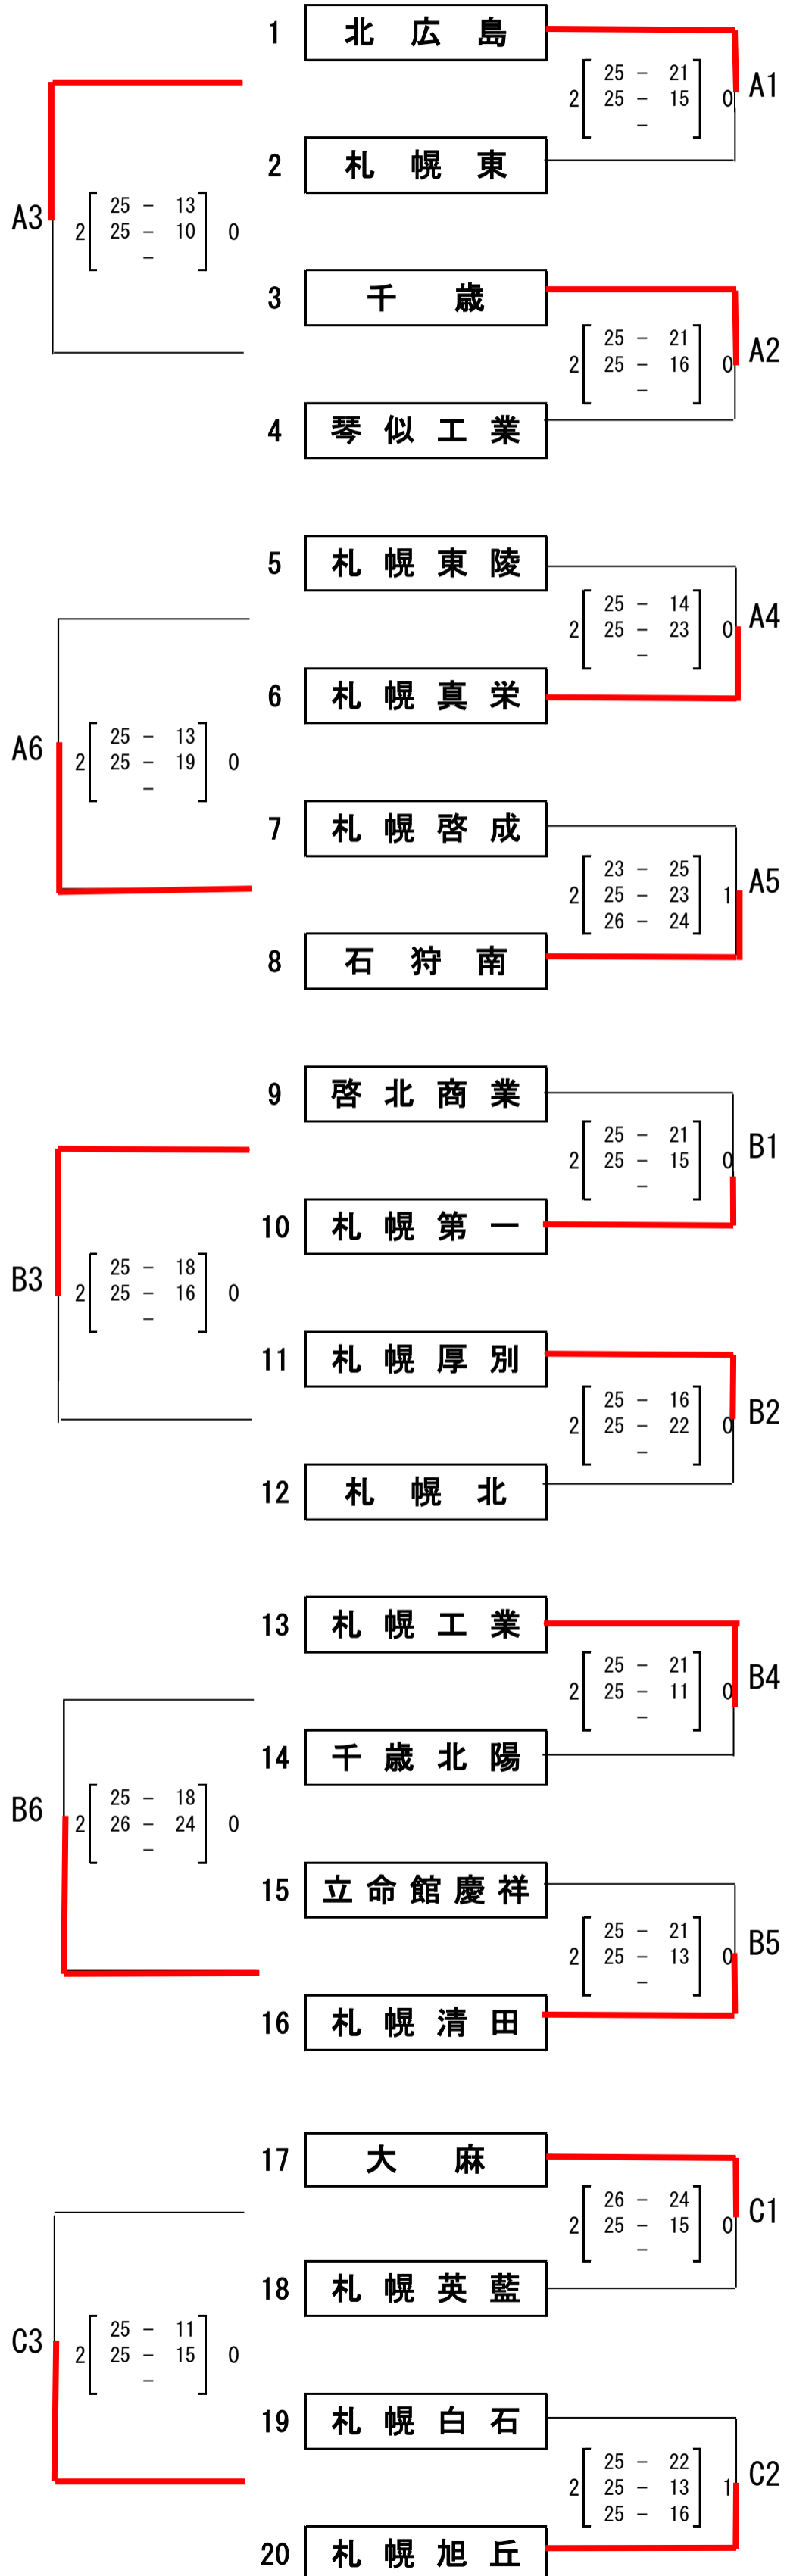 1 北広島
2[25 - 21] 0 A1
25 - 15
-
2 札幌東
A3 2[25 - 13] 0
25 - 10
-
3 千歳
2[25 - 21] 0 A2
25 - 16
-
4 琴似工業
5 札幌東陵
2[25 - 14] 0 A4
25 - 23
-
6 札幌真栄
A6 2[25 - 13] 0
25 - 19
-
7 札幌啓成
2[23 - 25] 1 A5
25 - 23
26 - 24
8 石狩南
9 啓北商業
2[25 - 21] 0 B1
25 - 15
-
10 札幌第一
B3 2[25 - 18] 0
25 - 16
-
11 札幌厚別
2[25 - 16] 0 B2
25 - 22
-
12 札幌北
13 札幌工業
2[25 - 21] 0 B4
25 - 11
-
14 千歳北陽
B6 2[25 - 18] 0
26 - 24
-
15 立命館慶祥
2[25 - 21] 0 B5
25 - 13
-
16 札幌清田
17 大麻
2[26 - 24] 0 C1
25 - 15
-
18 札幌英藍
C3 2[25 - 11] 0
25 - 15
-
19 札幌白石
2[25 - 22] 1 C2
25 - 13
25 - 16
20 札幌旭丘